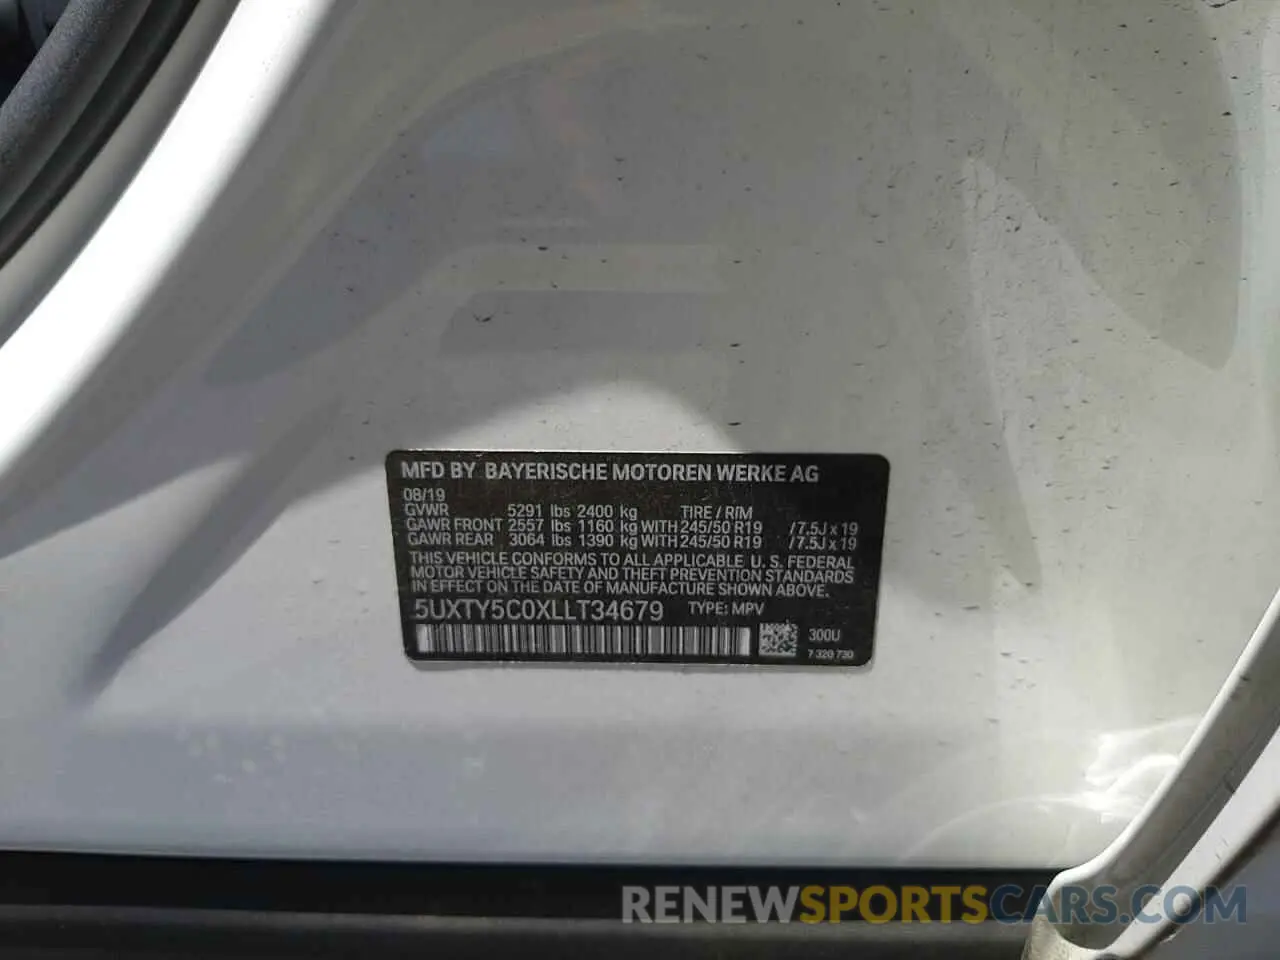 MFD BY BAYERISCHE MOTOREN WERKE AG
08/19
GVWR 5291 lbs 2400 kg TIRE / RIM
GAWR FRONT 2557 lbs 1160 kg WITH 245/50 R19 /7.5J x 19
GAWR REAR 3064 lbs 1390 kg WITH 245/50 R19 /7.5J x 19
THIS VEHICLE CONFORMS TO ALL APPLICABLE U. S. FEDERAL
MOTOR VEHICLE SAFETY AND THEFT PREVENTION STANDARDS
IN EFFECT ON THE DATE OF MANUFACTURE SHOWN ABOVE.
5UXTY5C0XLLT34679 TYPE: MPV
300U
7 320 730
RENEWSPORTSCARS.COM